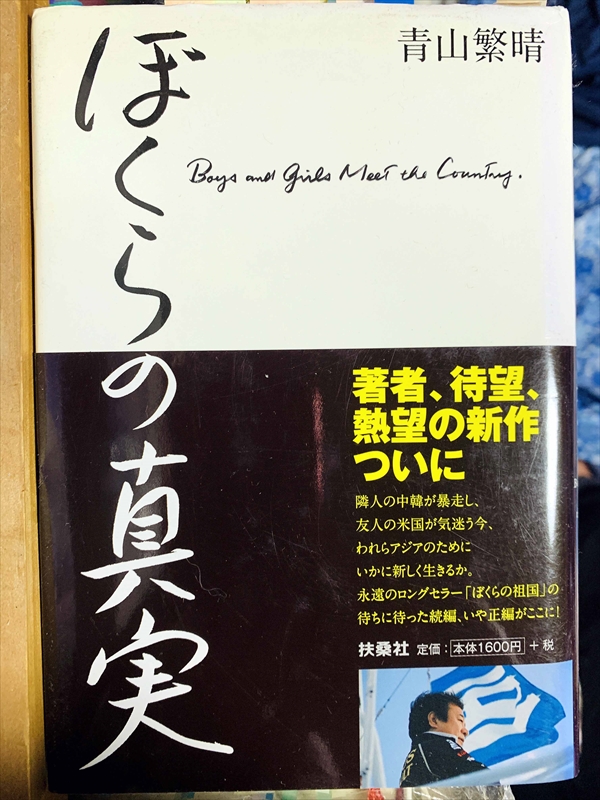 青山繁晴
ぼくらの真実
Boys and Girls Meet the Country.
著者、待望、
熱望の新作
ついに
隣人の中韓が暴走し、
友人の米国が気迷う今、
われらアジアのために
いかに新しく生きるか。
永遠のロングセラー「ぼくらの祖国」の
待ちに待った続編、いや正編がここに！
扶桑社 定価：本体1600円 +税